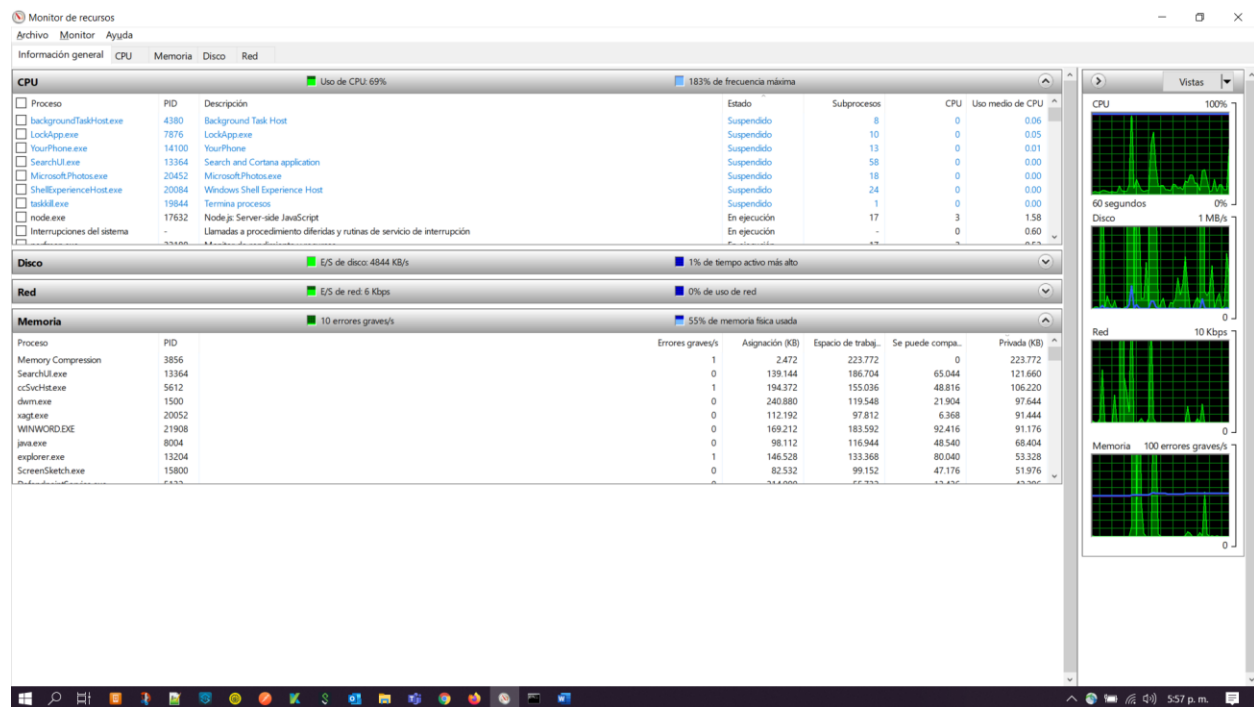 Monitor de recursos
Archivo Monitor Ayuda
Información general CPU Memoria Disco Red
CPU Uso de CPU: 69% 183% de frecuencia máxima
Proceso PID Descripción Estado Subprocesos CPU Uso medio de CPU
backgroundTaskHost.exe 4380 Background Task Host Suspendido 8 0 0.06
LockApp.exe 7876 LockApp.exe Suspendido 10 0 0.05
YourPhone.exe 14100 YourPhone Suspendido 13 0 0.01
SearchUI.exe 13364 Search and Cortana application Suspendido 58 0 0.00
Microsoft.Photos.exe 20452 Microsoft.Photos.exe Suspendido 18 0 0.00
ShellExperienceHost.exe 20084 Windows Shell Experience Host Suspendido 24 0 0.00
taskkill.exe 19844 Termina procesos Suspendido 1 0 0.00
node.exe 17632 Node.js: Server-side JavaScript En ejecución 17 3 1.58
Interrupciones del sistema - Llamadas a procedimiento diferidas y rutinas de servicio de interrupción En ejecución - 0 0.60
Disco E/S de disco: 4844 KB/s 1% de tiempo activo más alto
Red E/S de red: 6 Kbps 0% de uso de red
Memoria 10 errores graves/s 55% de memoria física usada
Proceso PID Errores graves/s Asignación (KB) Espacio de trabaj... Se puede compa... Privada (KB)
Memory Compression 3856 1 2.472 223.772 0 223.772
SearchUI.exe 13364 0 139.144 186.704 65.044 121.660
ccSvcHst.exe 5612 1 194.372 155.036 48.816 106.220
dwm.exe 1500 0 240.880 119.548 21.904 97.644
xagt.exe 20052 0 112.192 97.812 6.368 91.444
WINWORD.EXE 21908 0 169.212 183.592 92.416 91.176
java.exe 8004 0 98.112 116.944 48.540 68.404
explorer.exe 13204 1 146.528 133.368 80.040 53.328
ScreenSketch.exe 15800 0 82.532 99.152 47.176 51.976
Vistas
CPU 100%
60 segundos 0%
Disco 1 MB/s
0
Red 10 Kbps
0
Memoria 100 errores graves/s
0
5:57 p. m.